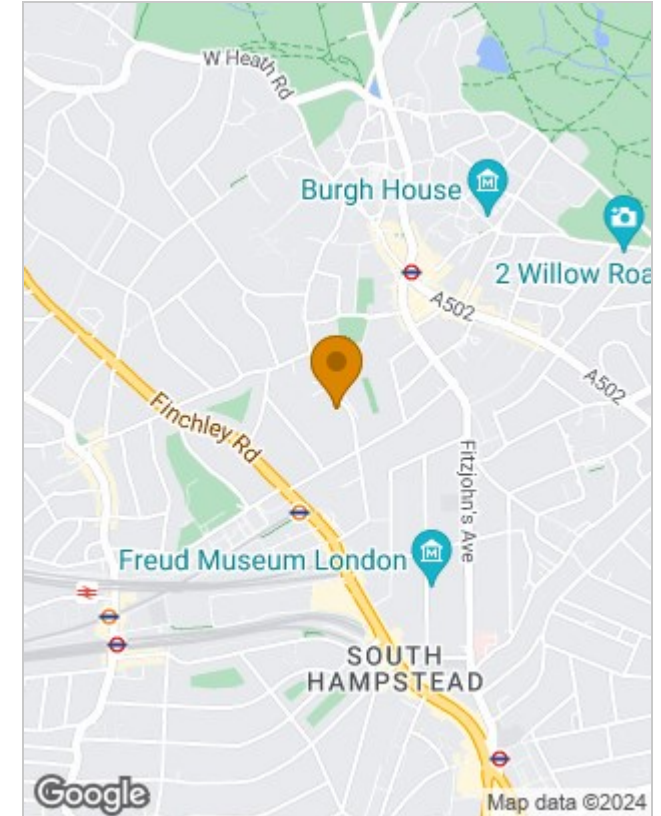 W Heath Rd
Burgh House
2 Willow Roa
A502
A502
Finchley Rd
Fitzjohn's Ave
Freud Museum London
SOUTH
HAMPSTEAD
Google
Map data ©2024